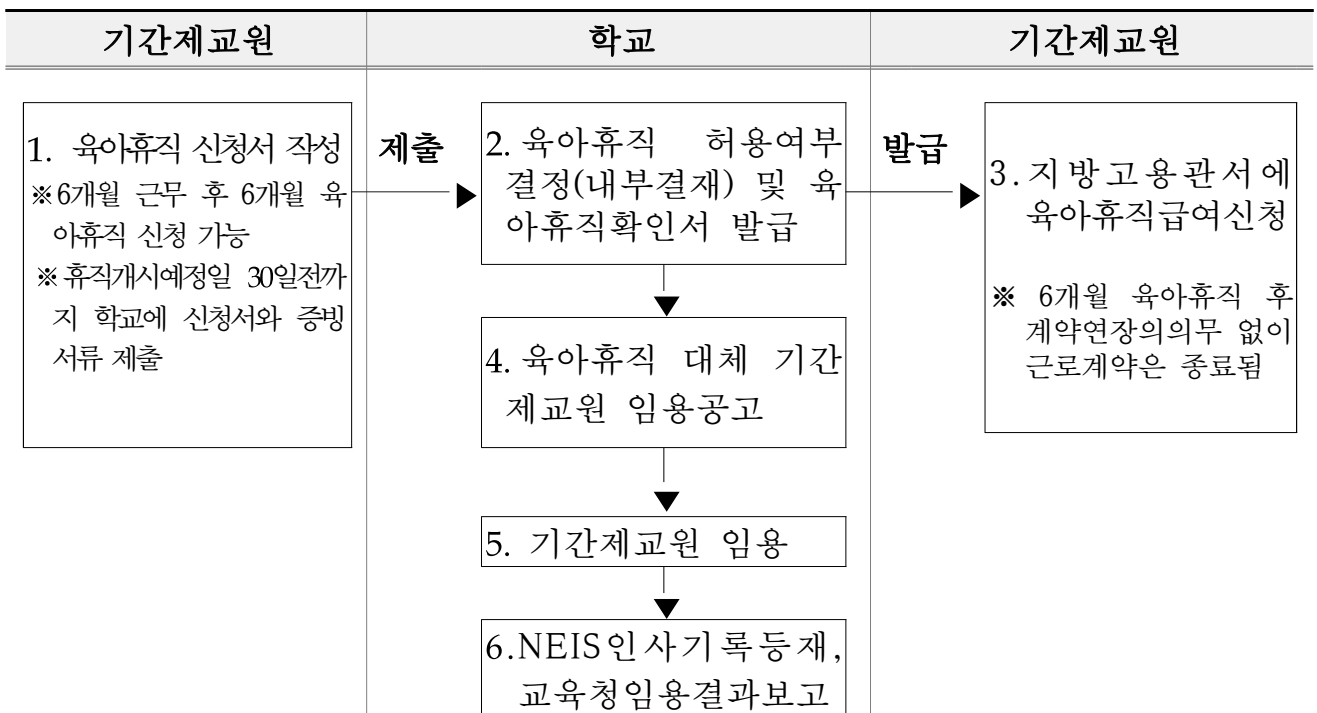 기간제교원
학교
기간제교원
1. 육아휴직 신청서 작성
※6개월 근무 후 6개월 육
아휴직 신청 가능
※휴직개시예정일 30일전까
지 학교에 신청서와 증빙
서류 제출
제출
2. 육아휴직 허용여부
결정(내부결재) 및 육
아휴직확인서 발급
발급
3.지방고용관서에
육아휴직급여신청
※ 6개월 육아휴직 후
계약연장의의무 없이
근로계약은 종료됨
4. 육아휴직 대체 기간
제교원 임용공고
5. 기간제교원 임용
6.NEIS인사기록등재,
교육청임용결과보고